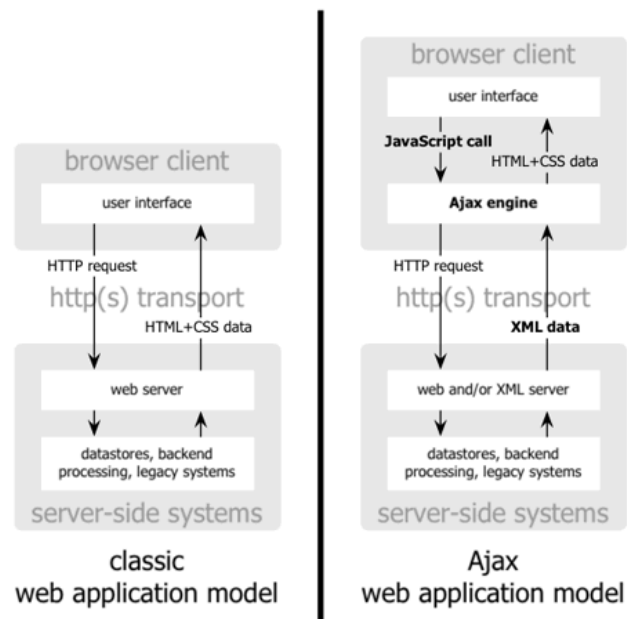 browser client
user interface
HTTP request
http(s) transport
HTML+CSS data
web server
datastores, backend
processing, legacy systems
server-side systems
classic
web application model
browser client
user interface
JavaScript call
HTML+CSS data
Ajax engine
HTTP request
http(s) transport
XML data
web and/or XML server
datastores, backend
processing, legacy systems
server-side systems
Ajax
web application model